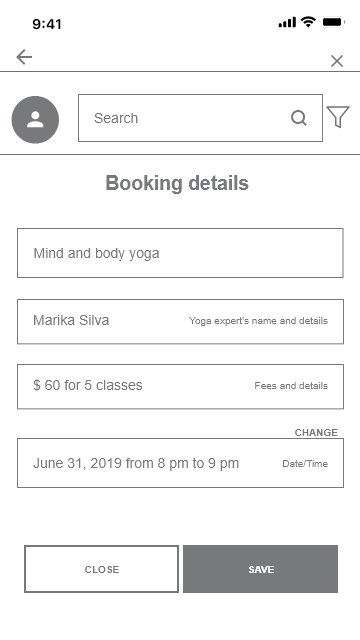 9:41
Search
Booking details
Mind and body yoga
Marika Silva
Yoga expert's name and details
$ 60 for 5 classes
Fees and details
CHANGE
June 31, 2019 from 8 pm to 9 pm
Date/Time
CLOSE
SAVE